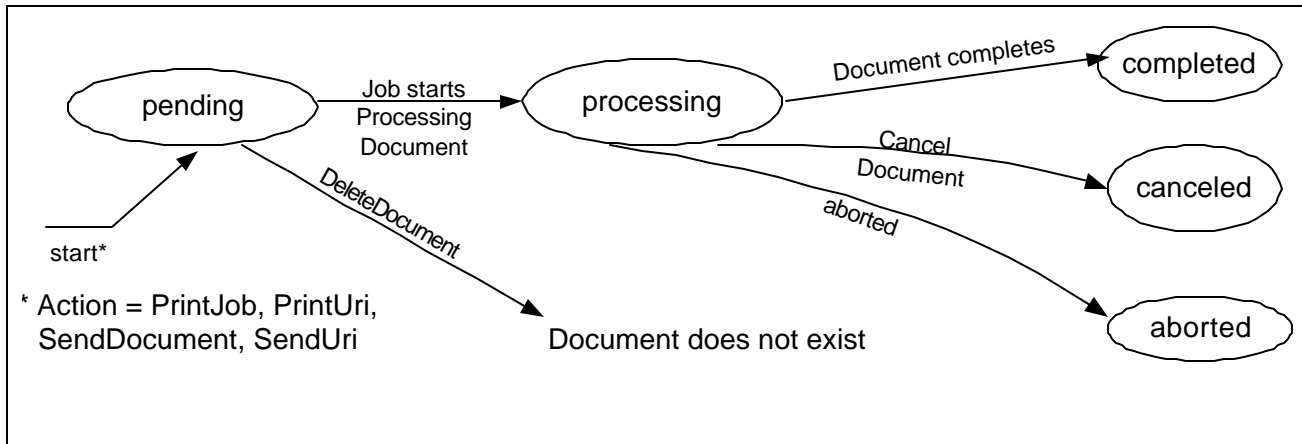 pending
Job starts
Processing
Document
processing
Document completes
completed
Cancel
Document
canceled
aborted
aborted
DeleteDocument
Document does not exist
start*
* Action = PrintJob, PrintUri,
SendDocument, SendUri